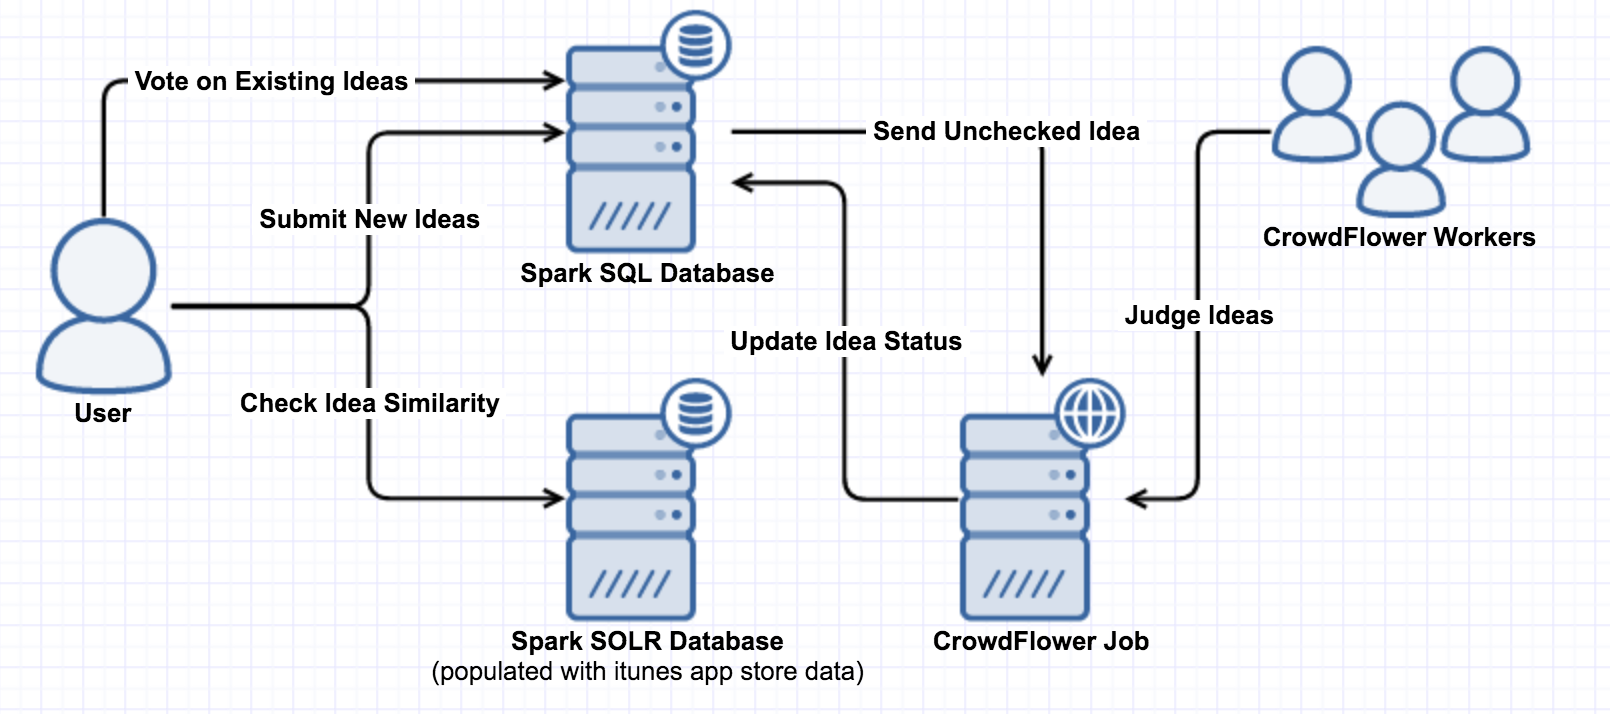 Vote on Existing Ideas
Send Unchecked Idea
Submit New Ideas
CrowdFlower Workers
Spark SQL Database
Judge Ideas
Update Idea Status
Check Idea Similarity
User
Spark SOLR Database
(populated with itunes app store data)
CrowdFlower Job